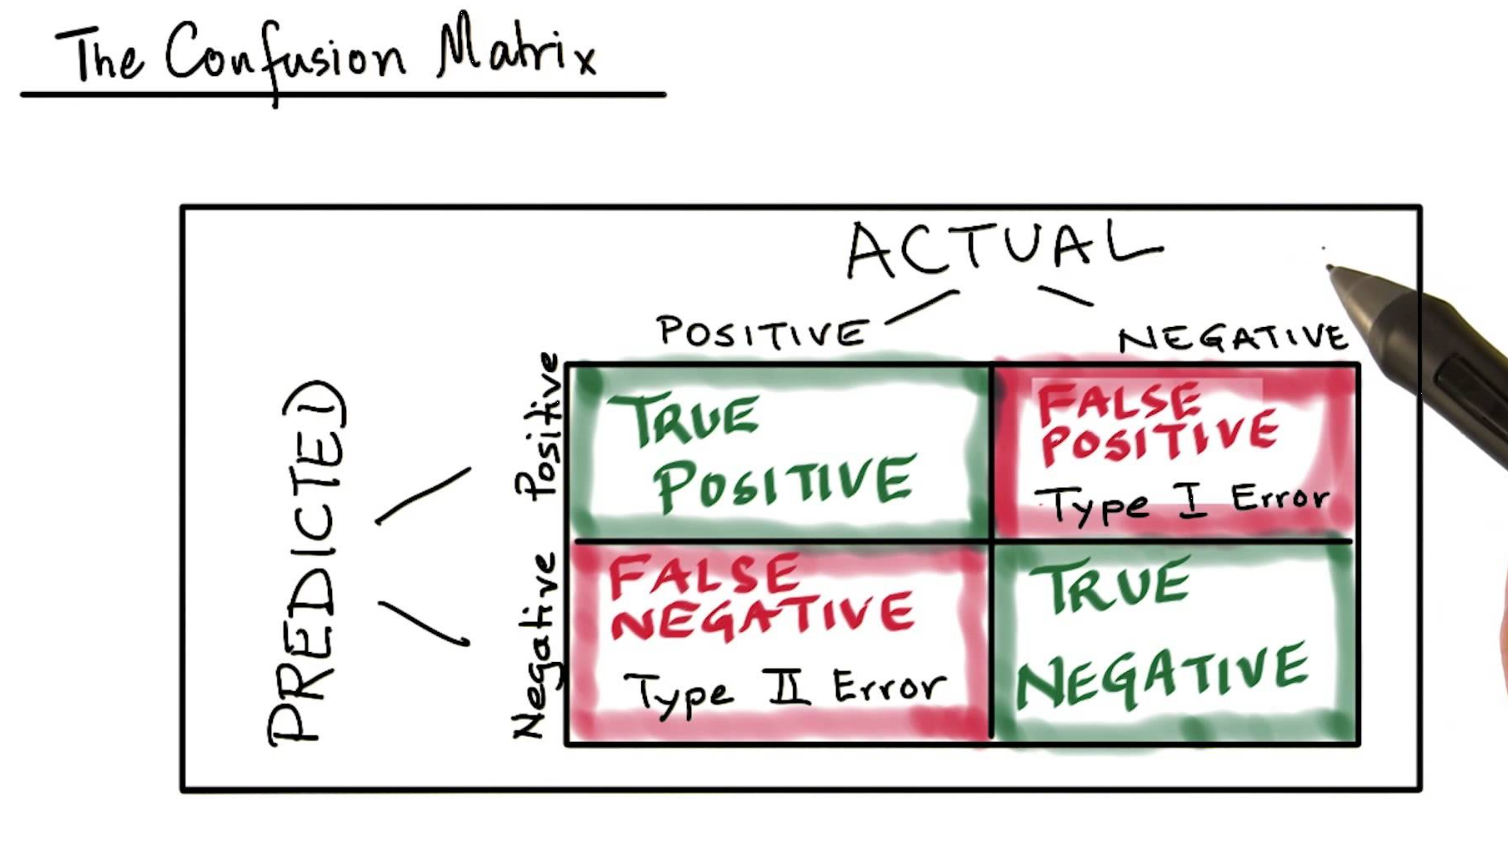 The Confusion Matrix
ACTUAL
POSITIVE
NEGATIVE
PREDICTED
Positive
TRUE
POSITIVE
FALSE
POSITIVE
Type I Error
Negative
FALSE
NEGATIVE
Type II Error
TRUE
NEGATIVE